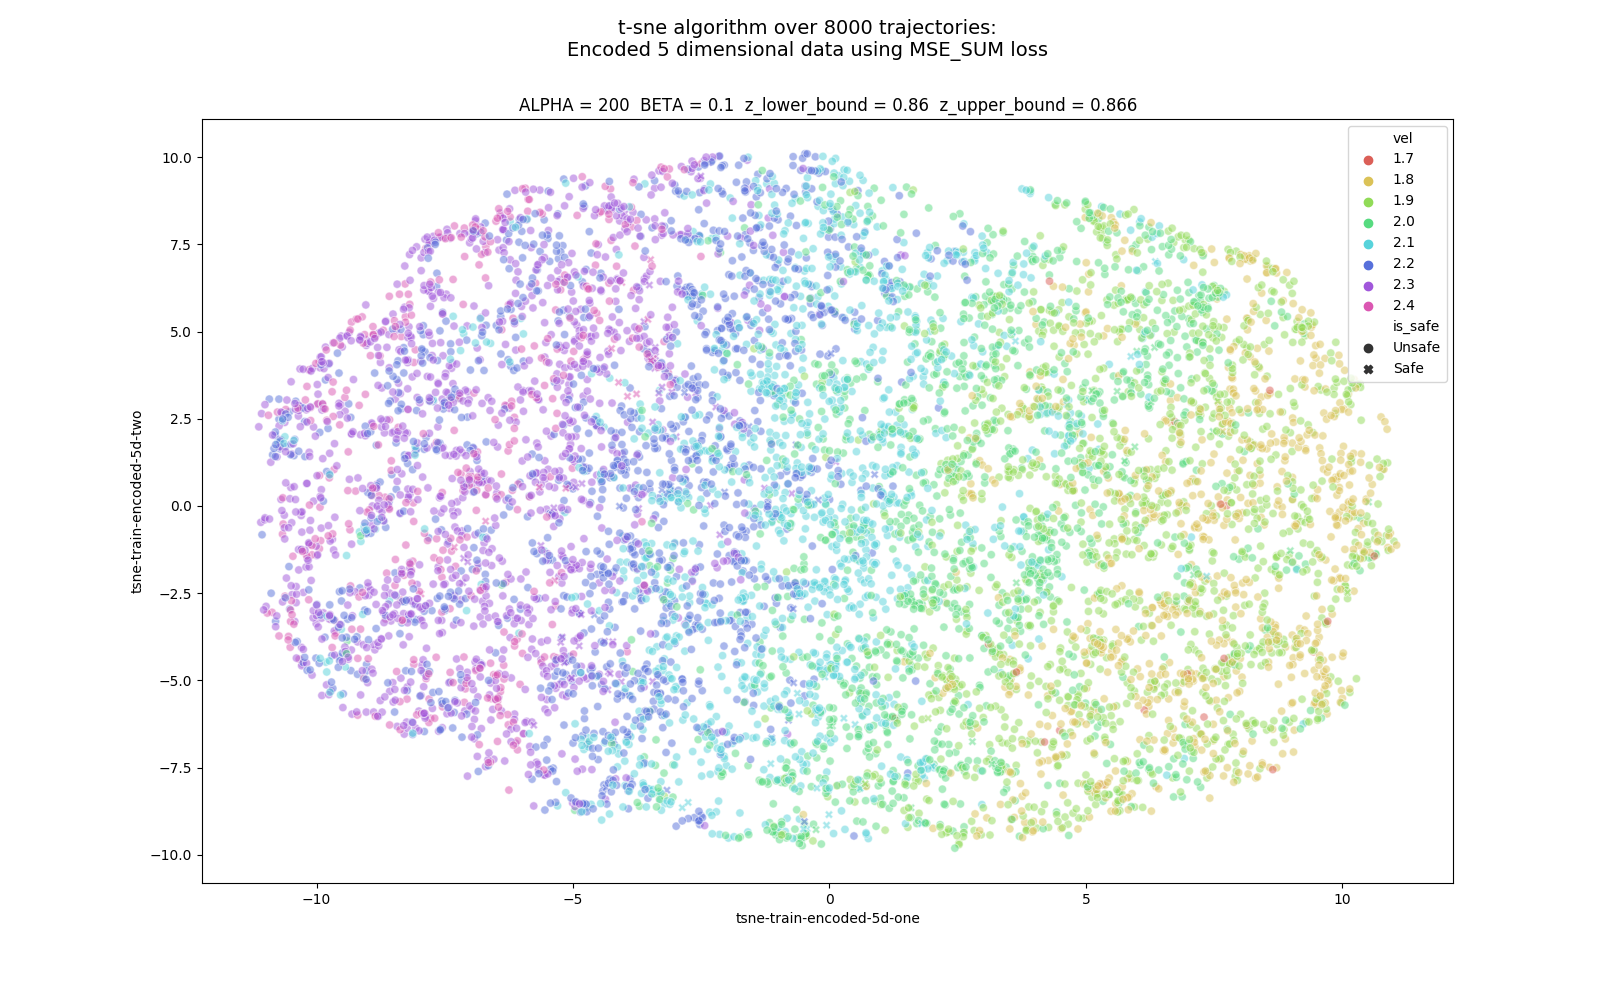 t-sne algorithm over 8000 trajectories:
Encoded 5 dimensional data using MSE_SUM loss
ALPHA = 200  BETA = 0.1  z_lower_bound = 0.86  z_upper_bound = 0.866
vel
1.7
1.8
1.9
2.0
2.1
2.2
2.3
2.4
is_safe
Unsafe
Safe
10.0
7.5
5.0
2.5
0.0
−2.5
−5.0
−7.5
−10.0
tsne-train-encoded-5d-two
−10
−5
0
5
10
tsne-train-encoded-5d-one